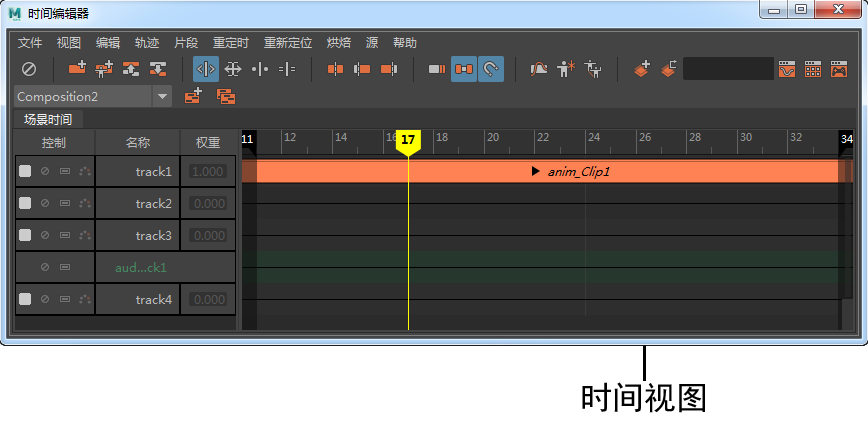 时间编辑器
文件 视图 编辑 轨迹 片段 重定时 重新定位 烘焙 源 帮助
Composition2
场景时间
控制 名称 权重 11 12 14 16 17 18 20 22 24 26 28 30 32 34
track1 1.000 anim_Clip1
track2 0.000
track3 0.000
aud...ck1
track4 0.000
时间视图